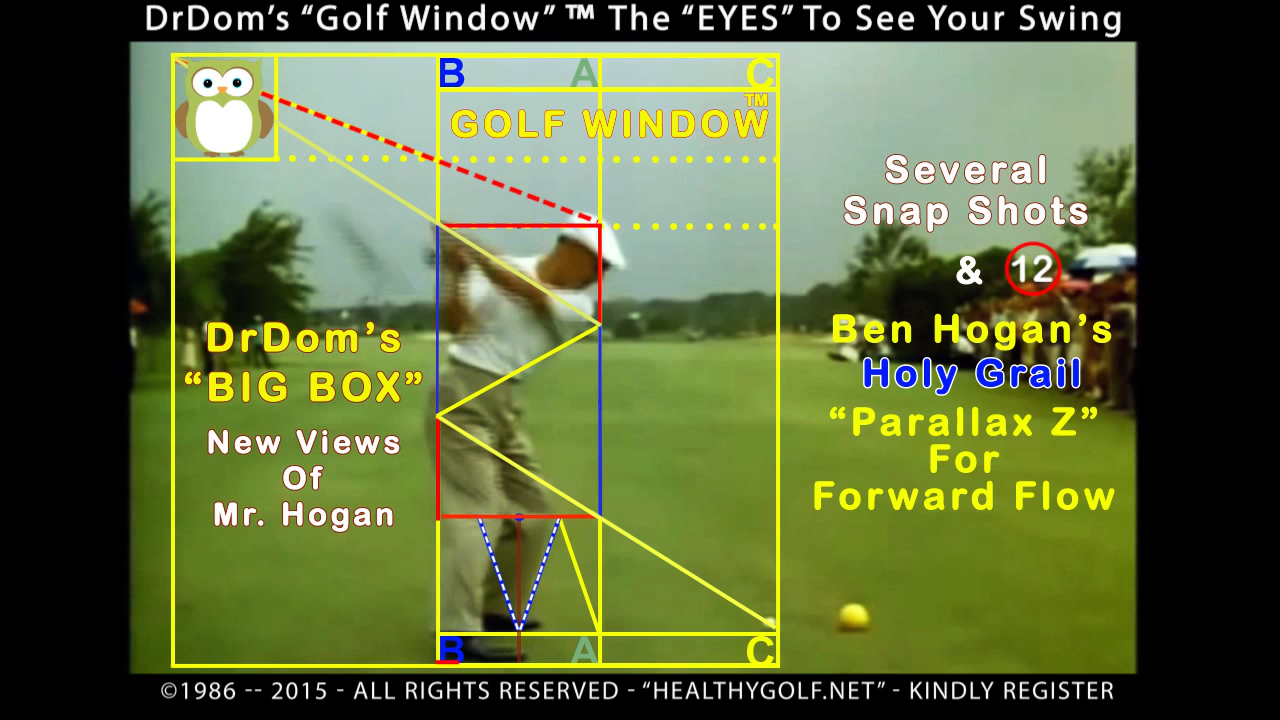 DrDom’s “Golf Window” ™ The “EYES” To See Your Swing
B A C
GOLF WINDOW™
Several
Snap Shots
& 12
Ben Hogan’s
Holy Grail
“Parallax Z”
For
Forward Flow
DrDom’s
“BIG BOX”
New Views
Of
Mr. Hogan
B A C
©1986 -- 2015 - ALL RIGHTS RESERVED - “HEALTHYGOLF.NET” - KINDLY REGISTER